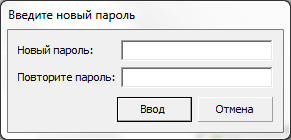 Введите новый пароль
Новый пароль:
Повторите пароль:
Ввод
Отмена